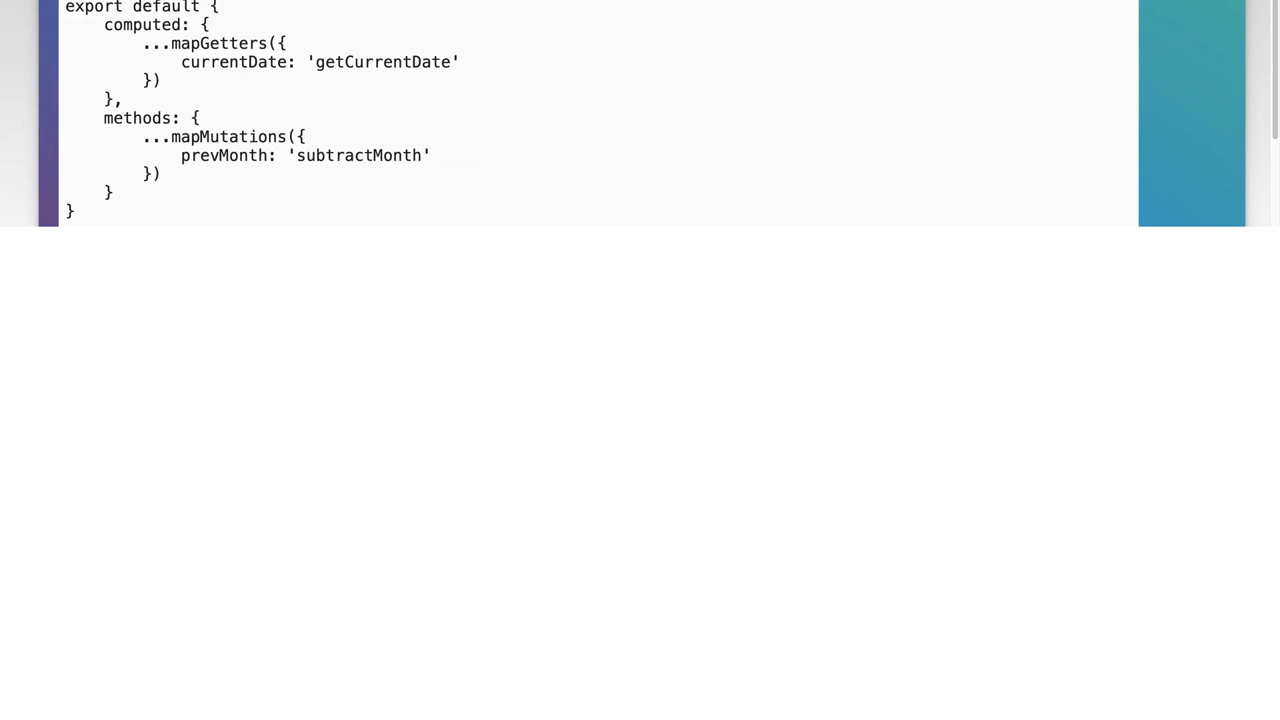 export default {
    computed: {
        ...mapGetters({
            currentDate: 'getCurrentDate'
        })
    },
    methods: {
        ...mapMutations({
            prevMonth: 'subtractMonth'
        })
    }
}